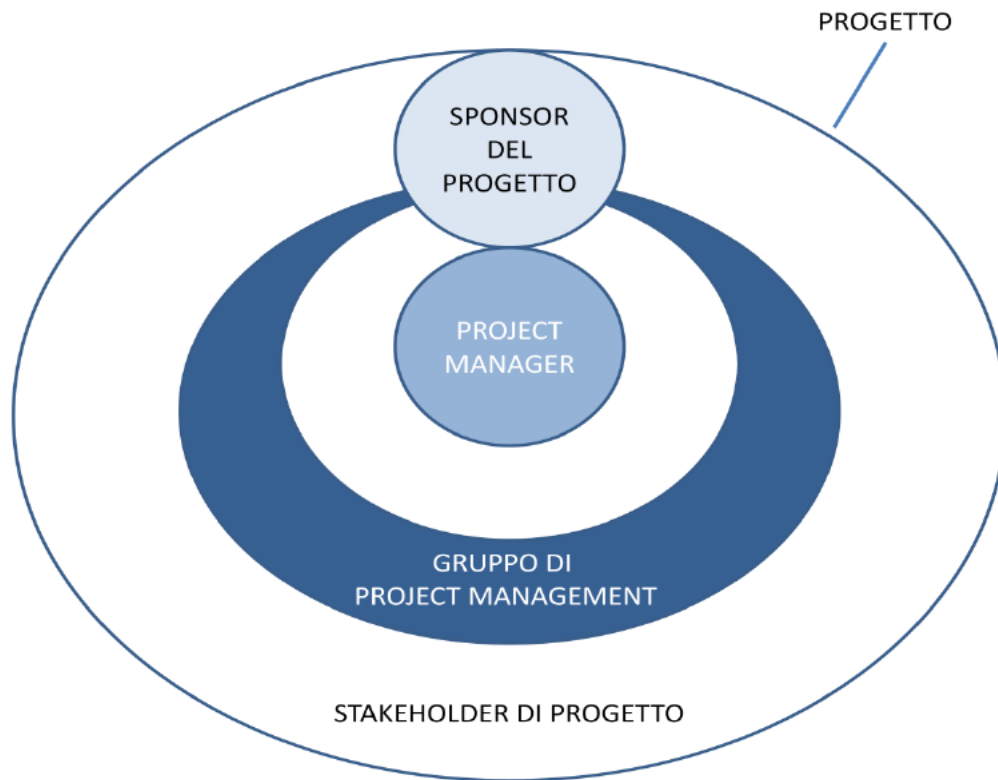 PROGETTO
SPONSOR
DEL
PROGETTO
PROJECT
MANAGER
GRUPPO DI
PROJECT MANAGEMENT
STAKEHOLDER DI PROGETTO